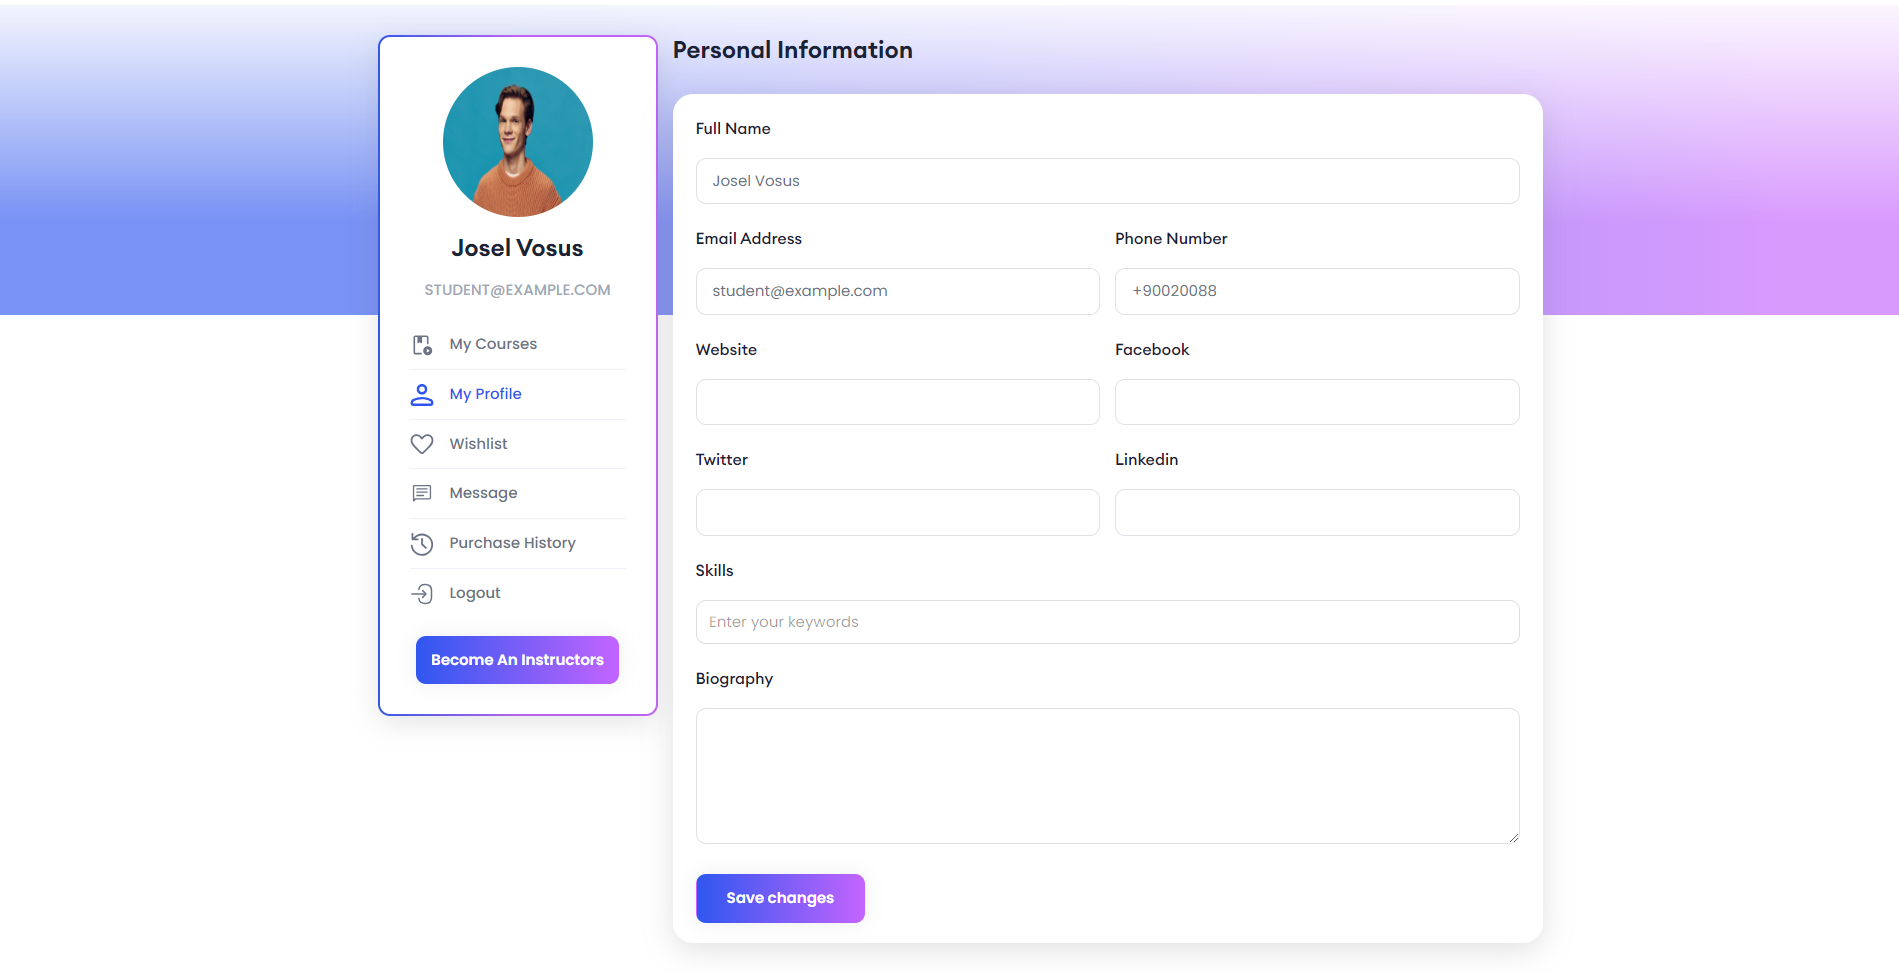 Josel Vosus
STUDENT@EXAMPLE.COM
My Courses
My Profile
Wishlist
Message
Purchase History
Logout
Become An Instructors
Personal Information
Full Name
Josel Vosus
Email Address
Phone Number
student@example.com
+90020088
Website
Facebook
Twitter
Linkedin
Skills
Enter your keywords
Biography
Save changes